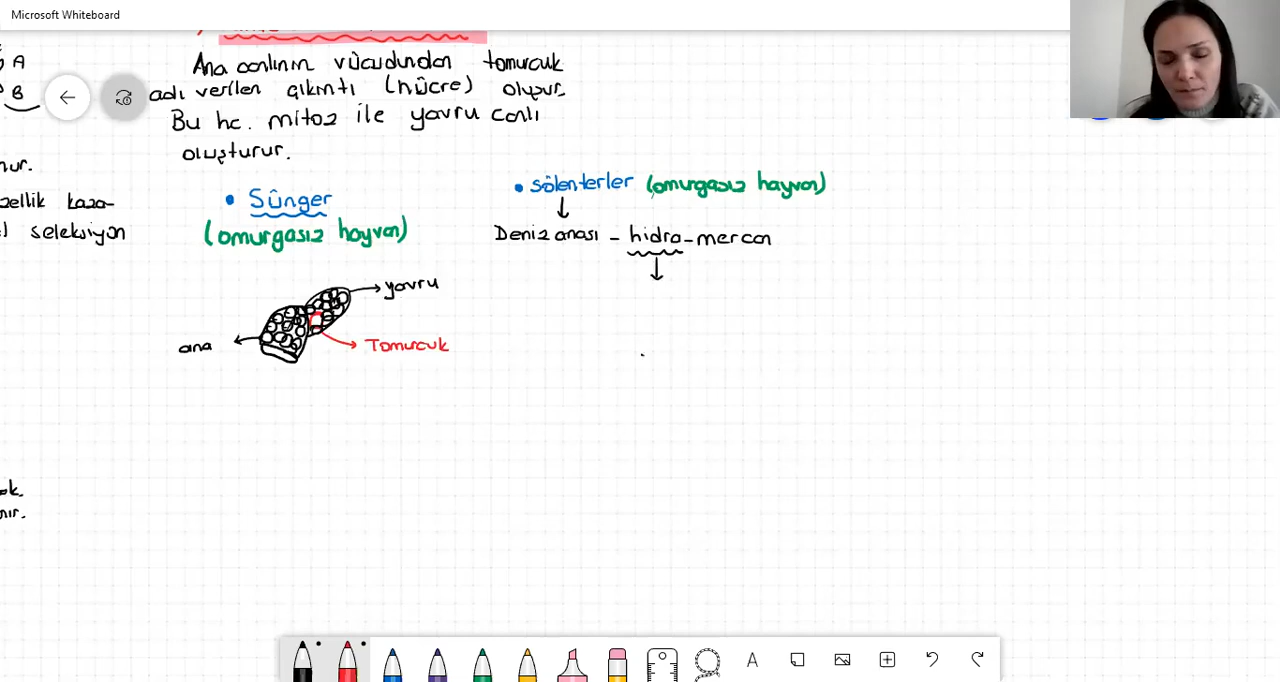 Microsoft Whiteboard
A
B
Ana canlının vücudundan tomurcuk
adı verilen çıkıntı (hücre) oluşur.
Bu hc. mitoz ile yavru canlı
oluşturur.
zellik kaza-
seleksiyon
• Sünger
(omurgasız hayvan)
yavru
ana
Tomurcuk
• sölenterler (omurgasız hayvan)
Deniz anası - hidra - mercan
A